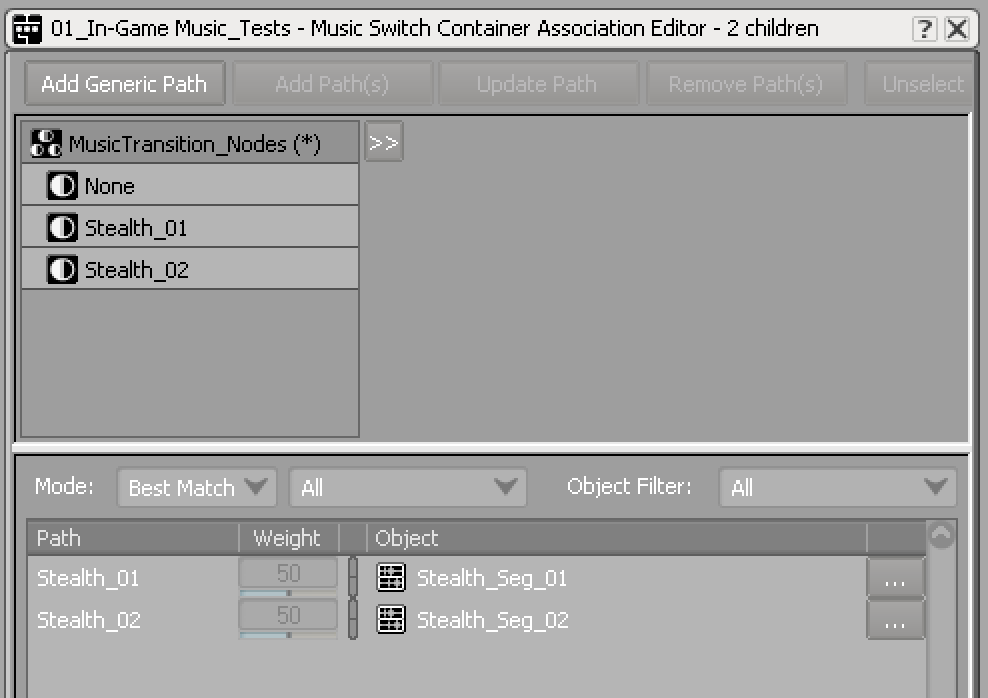 01_In-Game Music_Tests - Music Switch Container Association Editor - 2 children ?
Add Generic Path Add Path(s) Update Path Remove Path(s) Unselect
MusicTransition_Nodes (*) >>
None
Stealth_01
Stealth_02
Mode: Best Match All Object Filter: All
Path Weight Object
Stealth_01 50 Stealth_Seg_01 ...
Stealth_02 50 Stealth_Seg_02 ...